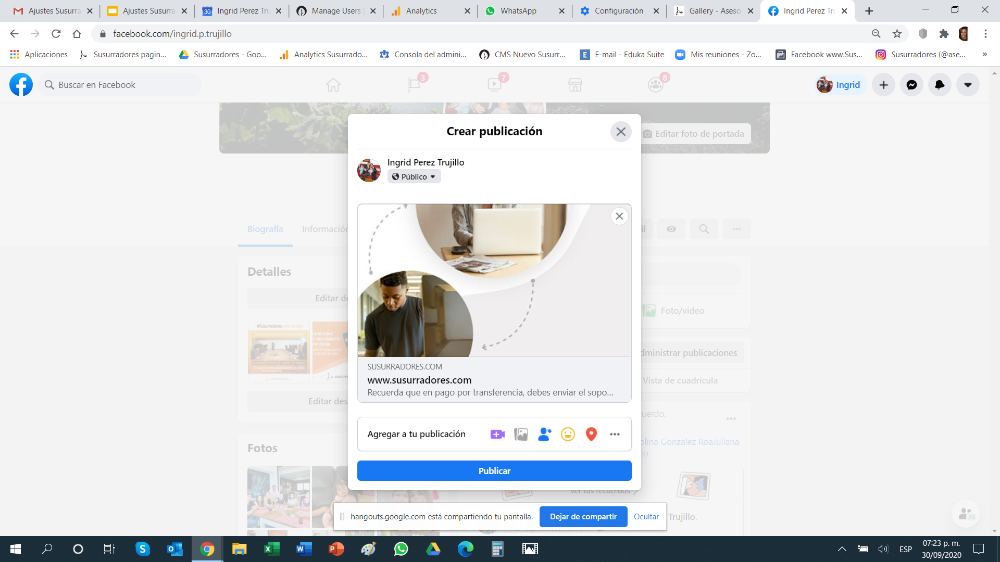 Ajustes Susurra
Ajustes Susurra
30
Ingrid Perez Tru
Manage Users
Analytics
WhatsApp
Configuración
Gallery - Aseso
Ingrid Perez Tru
facebook.com/ingrid.p.trujillo
Aplicaciones
Susurradores pagin...
Susurradores - Goo...
Analytics Susurrado...
Consola del admini...
CMS Nuevo Susurr...
E-mail - Eduka Suite
Mis reuniones - Zo...
Facebook www.Sus...
Susurradores (@ase...
»
Buscar en Facebook
3
7
8
Ingrid
Editar foto de portada
Crear publicación
Ingrid Perez Trujillo
Público
Biografía
Información
il
Detalles
Editar de
Foto/video
#Susurradores
SUSURRADORES.COM
www.susurradores.com
Recuerda que en pago por transferencia, debes enviar el sopo...
dministrar publicaciones
Vista de cuadrícula
Editar des
uerdo.
Agregar a tu publicación
olina Gonzalez RoaJuliana
lo
Fotos
Publicar
Ver tus recuerdos
hangouts.google.com está compartiendo tu pantalla.
Dejar de compartir
Ocultar
Trujillo.
26
ESP
07:23 p. m.
30/09/2020